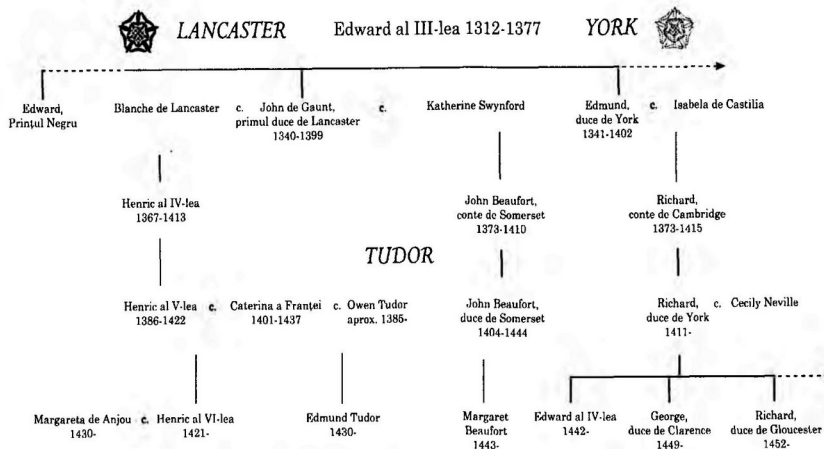 LANCASTER Edward al III-lea 1312-1377 YORK
Edward, Blanche de Lancaster c. John de Gaunt, c. Katherine Swynford Edmund, c. Isabela de Castilia
Prințul Negru primul duce de Lancaster duce de York
1340-1399 1341-1402
Henric al IV-lea John Beaufort, Richard,
1367-1413 conte de Somerset conte de Cambridge
1373-1410 1373-1415
TUDOR
Henric al V-lea c. Caterina a Franței c. Owen Tudor John Beaufort, Richard, c. Cecily Neville
1386-1422 1401-1437 aprox. 1385- duce de Somerset duce de York
1404-1444 1411-
Margareta de Anjou c. Henric al VI-lea Edmund Tudor Margaret Edward al IV-lea George, Richard,
1430- 1421- 1430- Beaufort 1442- duce de Clarence duce de Gloucester
1443- 1449- 1452-